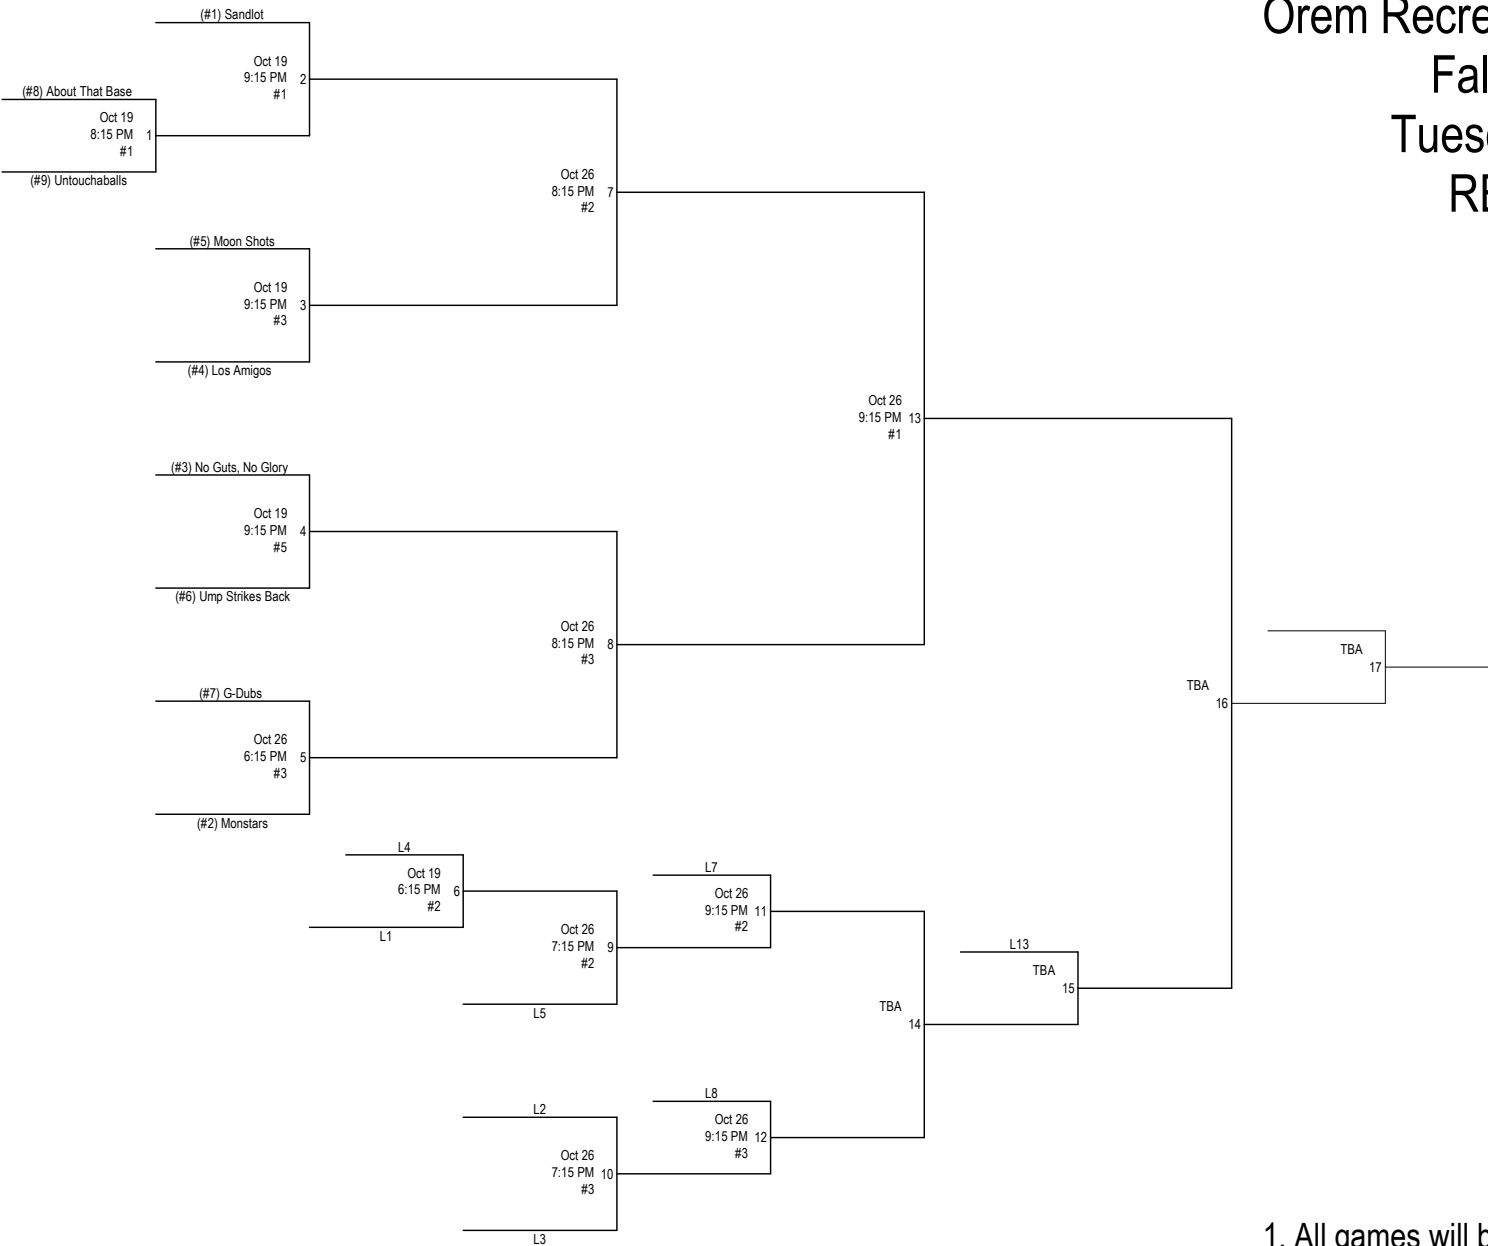 (#1) Sandlot
Oct 19
9:15 PM 2
#1
(#8) About That Base
Oct 19
8:15 PM 1
#1
(#9) Untouchaballs
Oct 26
8:15 PM 7
#2
(#5) Moon Shots
Oct 19
9:15 PM 3
#3
(#4) Los Amigos
Oct 26
9:15 PM 13
#1
(#3) No Guts, No Glory
Oct 19
9:15 PM 4
#5
(#6) Ump Strikes Back
Oct 26
8:15 PM 8
#3
(#7) G-Dubs
Oct 26
6:15 PM 5
#3
(#2) Monstars
TBA
16
TBA
17
L4
Oct 19
6:15 PM 6
#2
L1
Oct 26
7:15 PM 9
#2
L5
L7
Oct 26
9:15 PM 11
#2
TBA
14
L13
TBA
15
L2
Oct 26
7:15 PM 10
#3
L3
L8
Oct 26
9:15 PM 12
#3
Orem Recre
Fal
Tues
RE
1. All games will b